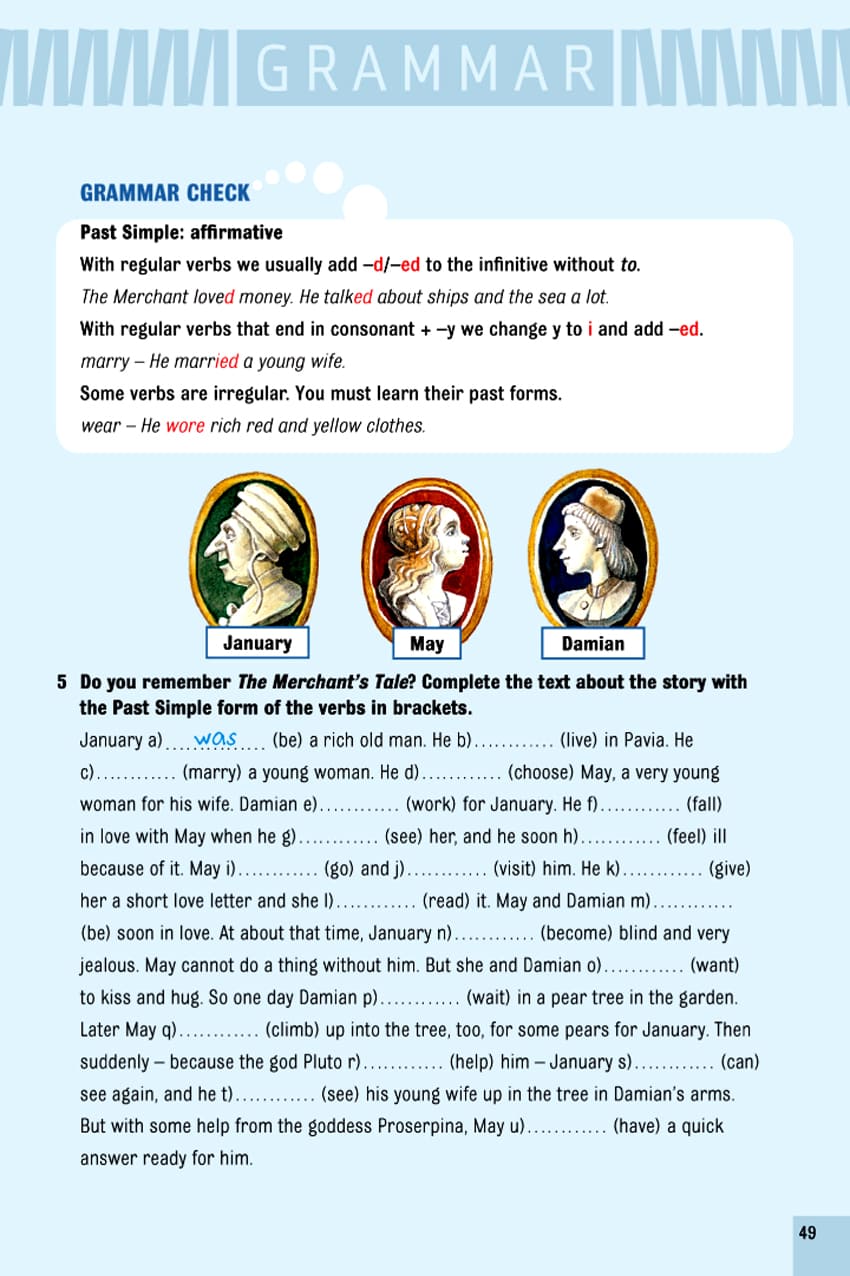 GRAMMAR
GRAMMAR CHECK
Past Simple: affirmative
With regular verbs we usually add –d/–ed to the infinitive without to.
The Merchant loved money. He talked about ships and the sea a lot.
With regular verbs that end in consonant + –y we change y to i and add –ed.
marry – He married a young wife.
Some verbs are irregular. You must learn their past forms.
wear – He wore rich red and yellow clothes.
January May Damian
5 Do you remember The Merchant's Tale? Complete the text about the story with
the Past Simple form of the verbs in brackets.
January a) ....was.... (be) a rich old man. He b)............ (live) in Pavia. He
c)............ (marry) a young woman. He d)............ (choose) May, a very young
woman for his wife. Damian e)............ (work) for January. He f)............ (fall)
in love with May when he g)............ (see) her, and he soon h)............ (feel) ill
because of it. May i)............ (go) and j)............ (visit) him. He k)............ (give)
her a short love letter and she l)............ (read) it. May and Damian m)............
(be) soon in love. At about that time, January n)............ (become) blind and very
jealous. May cannot do a thing without him. But she and Damian o)............ (want)
to kiss and hug. So one day Damian p)............ (wait) in a pear tree in the garden.
Later May q)............ (climb) up into the tree, too, for some pears for January. Then
suddenly – because the god Pluto r)............ (help) him – January s)............ (can)
see again, and he t)............ (see) his young wife up in the tree in Damian's arms.
But with some help from the goddess Proserpina, May u)............ (have) a quick
answer ready for him.
49